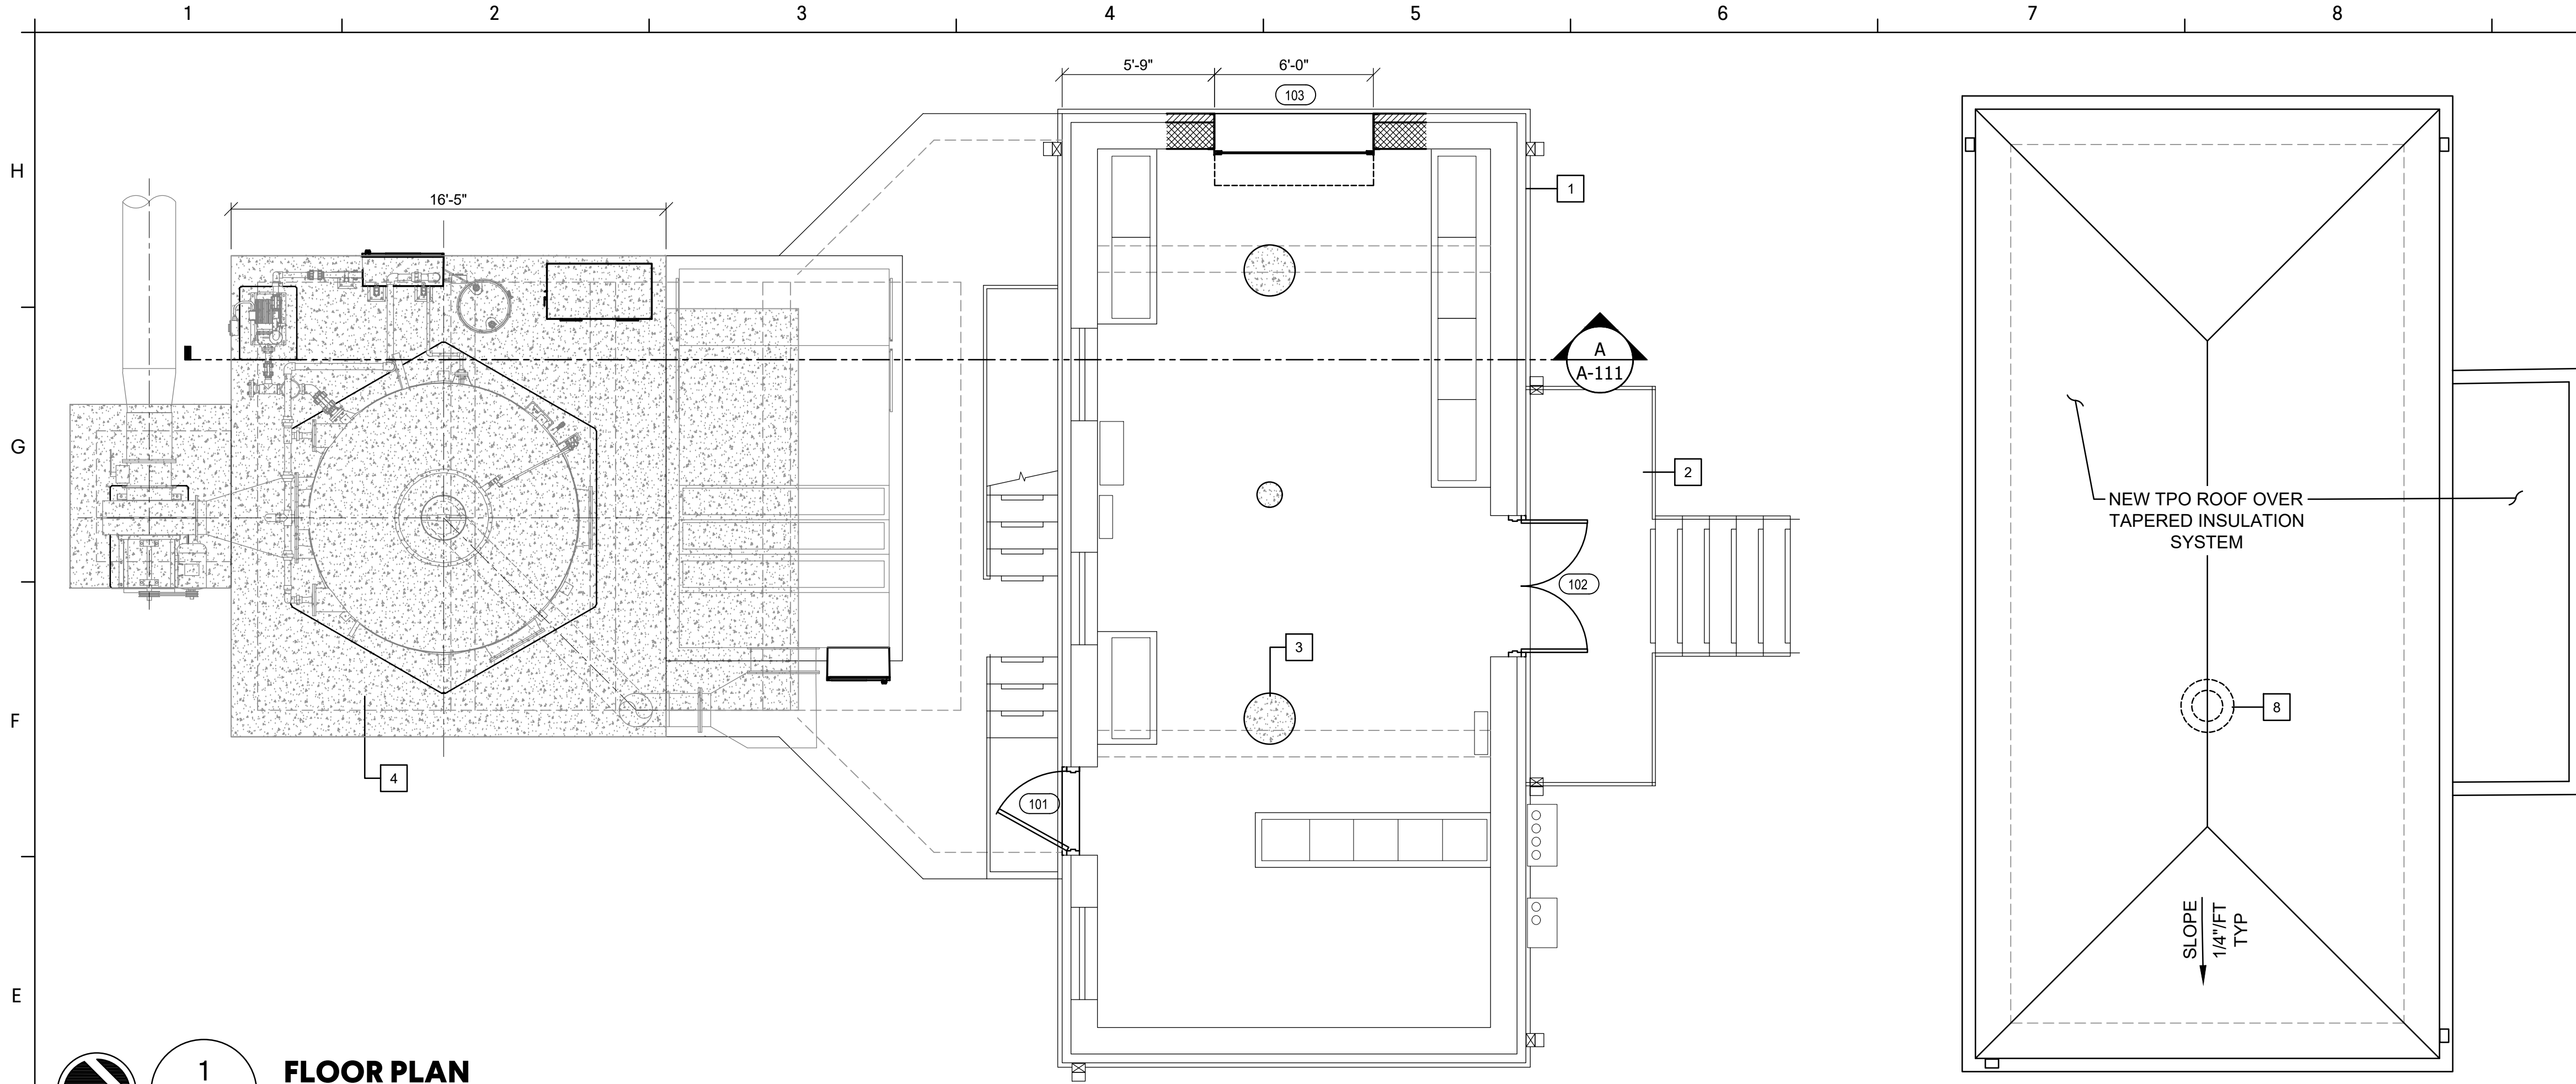 1 2 3 4 5 6 7 8
5'-9" 6'-0"
103
H
1
16'-5"
A
A-111
G
2
NEW TPO ROOF OVER
TAPERED INSULATION
SYSTEM
102
3
F
8
4
101
SLOPE
1/4"/FT
TYP
E
1
FLOOR PLAN